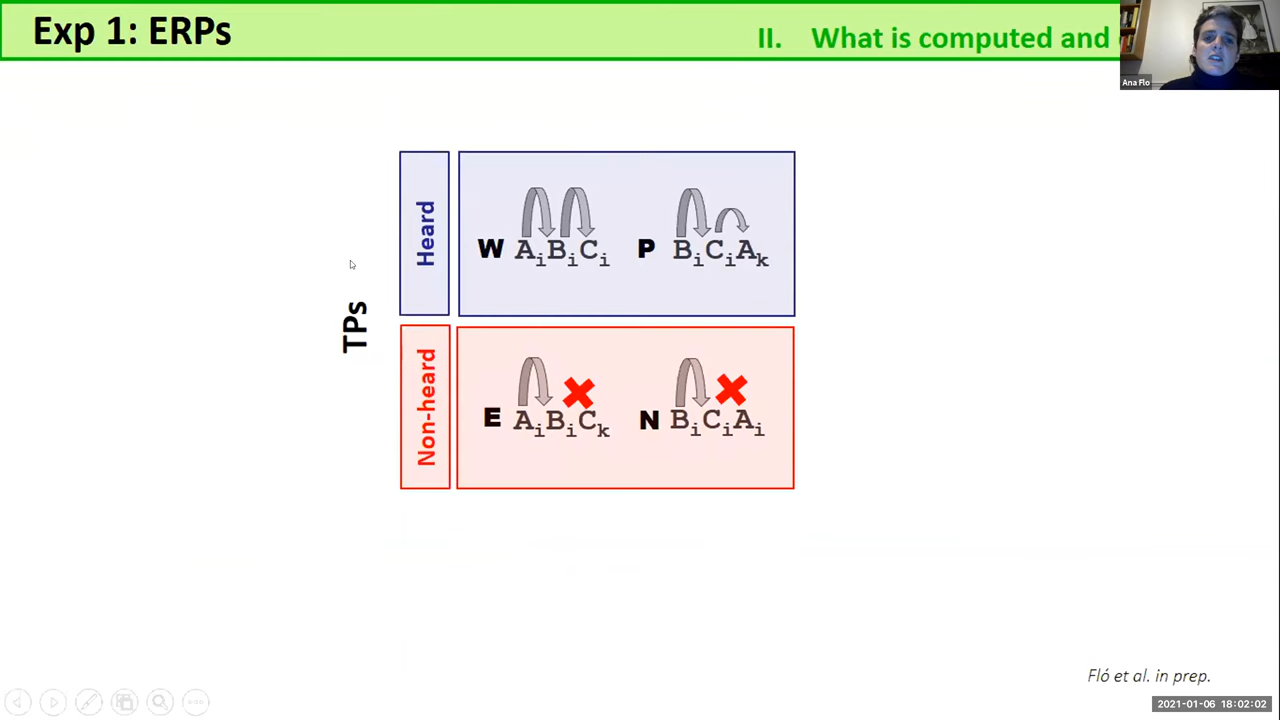 Exp 1: ERPs
II. What is computed and
Ana Flo
TPs
Heard
W AiBiCi P BiCiAk
Non-heard
E AiBiCk N BiCiAi
Fló et al. in prep.
2021-01-06 18:02:02